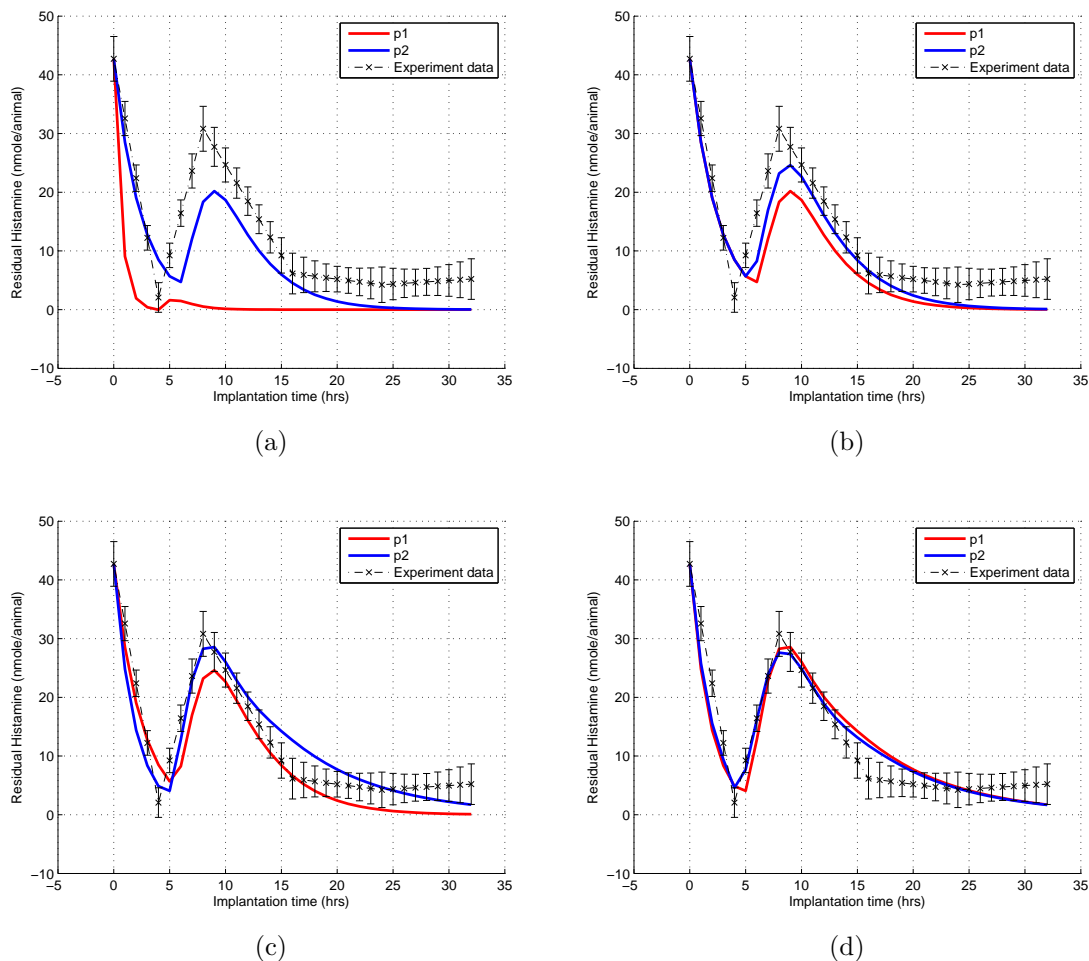 50
40
30
20
10
0
−10
−5 0 5 10 15 20 25 30 35
Implantation time (hrs)
Residual Histamine (nmole/animal)
p1
p2
Experiment data
(a)
50
40
30
20
10
0
−10
−5 0 5 10 15 20 25 30 35
Implantation time (hrs)
Residual Histamine (nmole/animal)
p1
p2
Experiment data
(b)
50
40
30
20
10
0
−10
−5 0 5 10 15 20 25 30 35
Implantation time (hrs)
Residual Histamine (nmole/animal)
p1
p2
Experiment data
(c)
50
40
30
20
10
0
−10
−5 0 5 10 15 20 25 30 35
Implantation time (hrs)
Residual Histamine (nmole/animal)
p1
p2
Experiment data
(d)